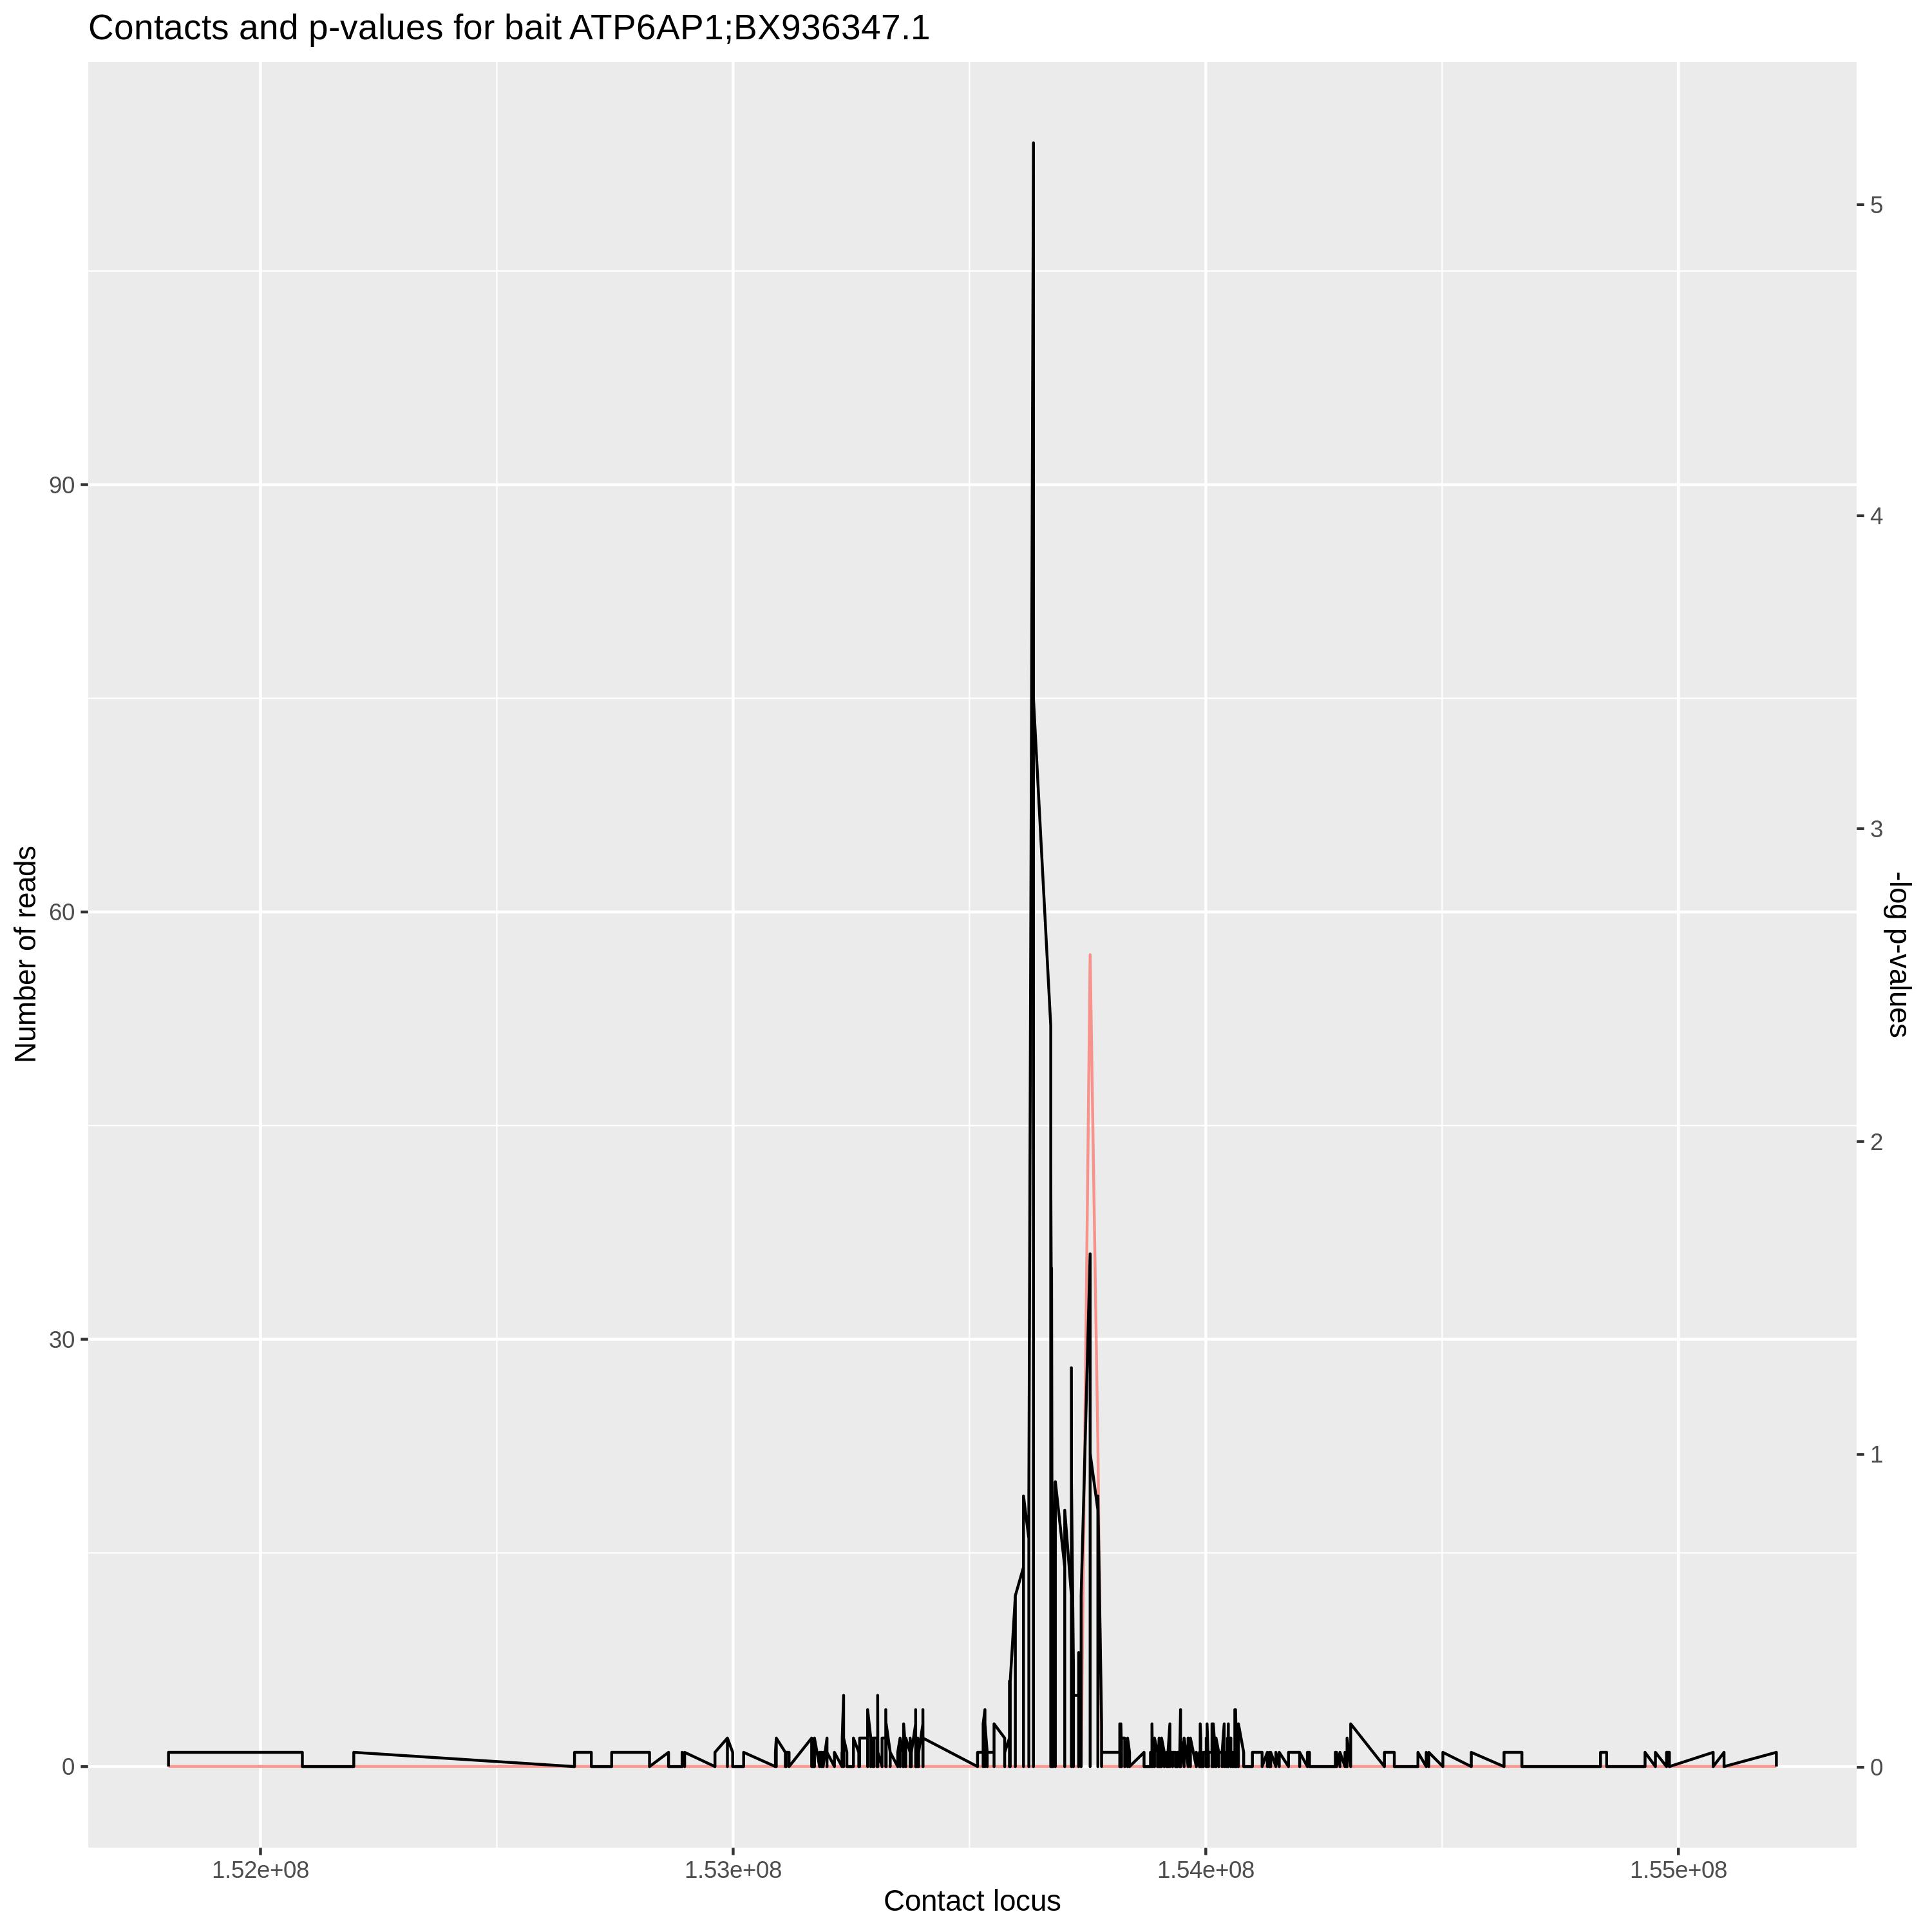 Contacts and p-values for bait ATP6AP1;BX936347.1
Number of reads
90
60
30
0
5
4
3
2
1
0
-log p-values
1.52e+08 1.53e+08 1.54e+08 1.55e+08
Contact locus